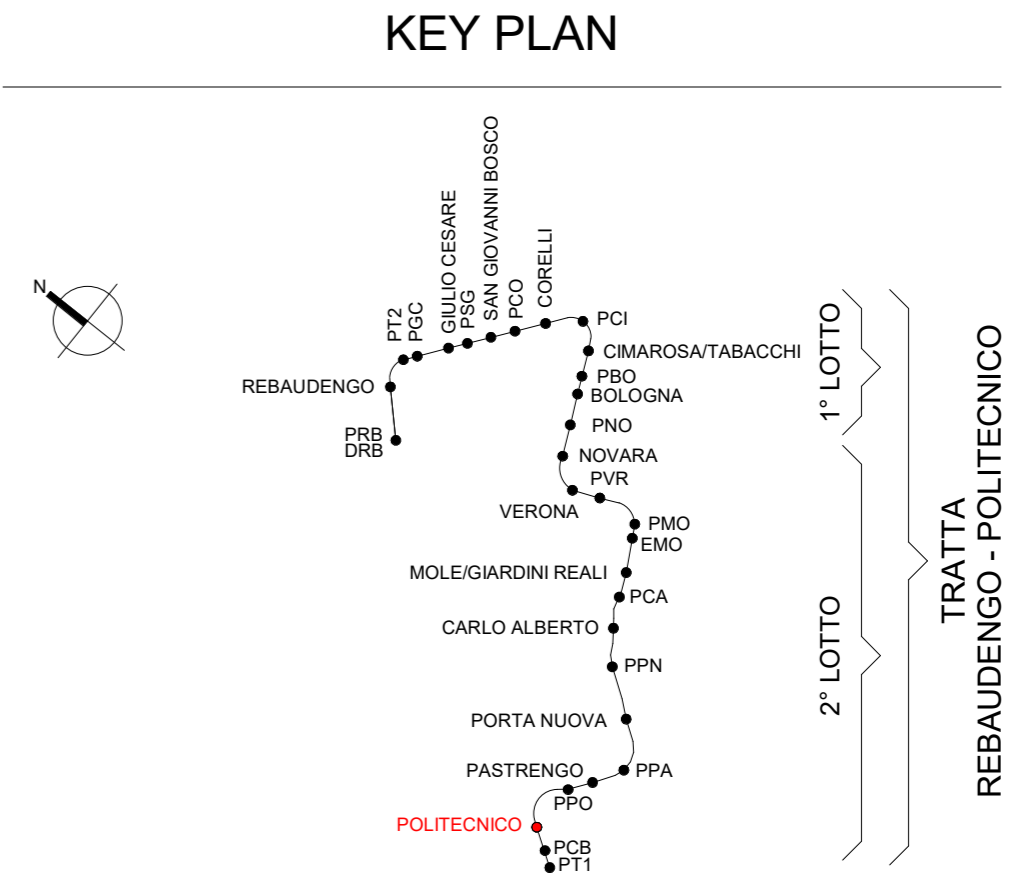 KEY PLAN
N
PT2
PGC
GIULIO CESARE
PSG
SAN GIOVANNI BOSCO
PCO
CORELLI
PCI
CIMAROSA/TABACCHI
REBAUDENGO
PBO
BOLOGNA
PNO
PRB
DRB
NOVARA
PVR
VERONA
PMO
EMO
MOLE/GIARDINI REALI
PCA
CARLO ALBERTO
PPN
PORTA NUOVA
PASTRENGO
PPA
PPO
POLITECNICO
PCB
PT1
1° LOTTO
2° LOTTO
TRATTA
REBAUDENGO - POLITECNICO